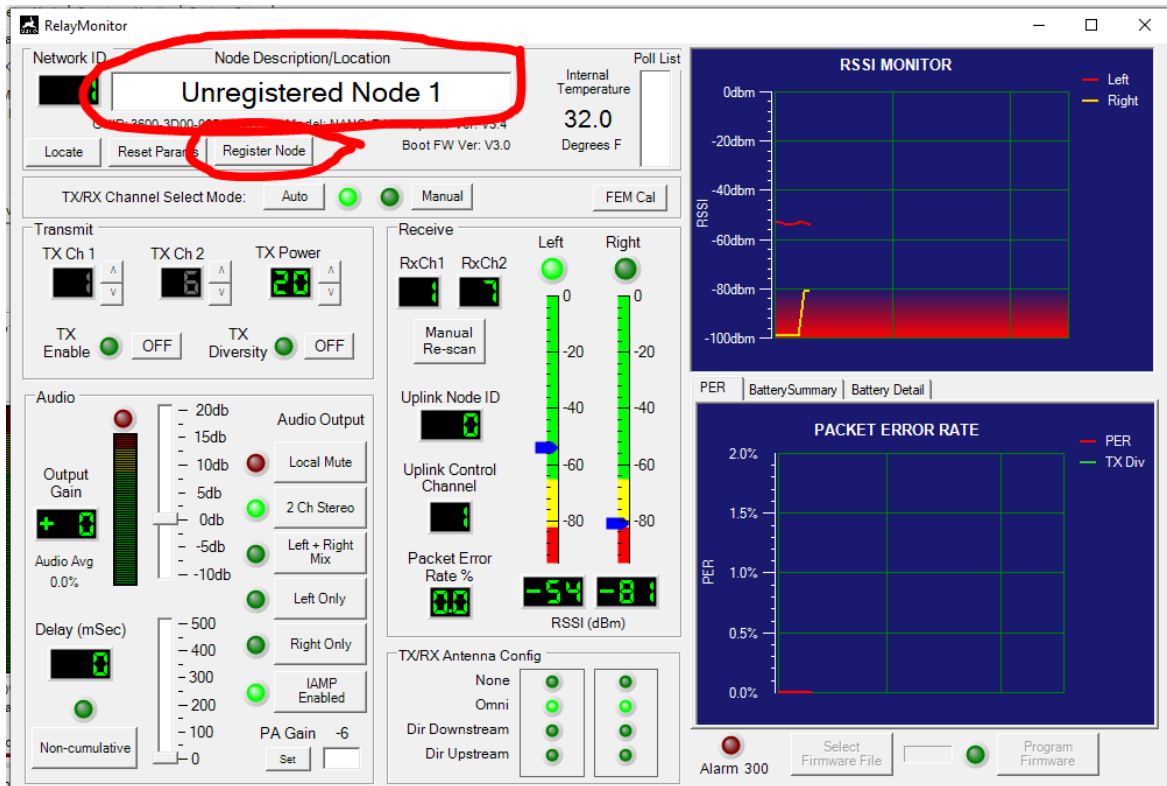 RelayMonitor
Network ID
Node Description/Location
Poll List
Unregistered Node 1
Internal
Temperature
32.0
Degrees F
Boot FW Ver: V3.0
Locate
Reset Params
Register Node
TX/RX Channel Select Mode:
Auto
Manual
FEM Cal
Transmit
TX Ch 1
TX Ch 2
TX Power
1
6
20
TX
Enable
OFF
TX
Diversity
OFF
Receive
Left
Right
RxCh1
RxCh2
1
7
Manual
Re-scan
Uplink Node ID
0
Uplink Control
Channel
1
Packet Error
Rate %
0.0
0
-20
-40
-60
-80
0
-20
-40
-60
-80
-54
-81
RSSI (dBm)
Audio
Output
Gain
+ 0
Audio Avg
0.0%
20db
15db
10db
5db
0db
-5db
-10db
Audio Output
Local Mute
2 Ch Stereo
Left + Right
Mix
Left Only
Right Only
IAMP
Enabled
PA Gain -6
Set
Delay (mSec)
0
Non-cumulative
500
400
300
200
100
0
TX/RX Antenna Config
None
Omni
Dir Downstream
Dir Upstream
RSSI MONITOR
Left
Right
RSSI
0dbm
-20dbm
-40dbm
-60dbm
-80dbm
-100dbm
PER
BatterySummary
Battery Detail
PACKET ERROR RATE
PER
TX Div
PER
2.0%
1.5%
1.0%
0.5%
0.0%
Alarm 300
Select
Firmware File
Program
Firmware